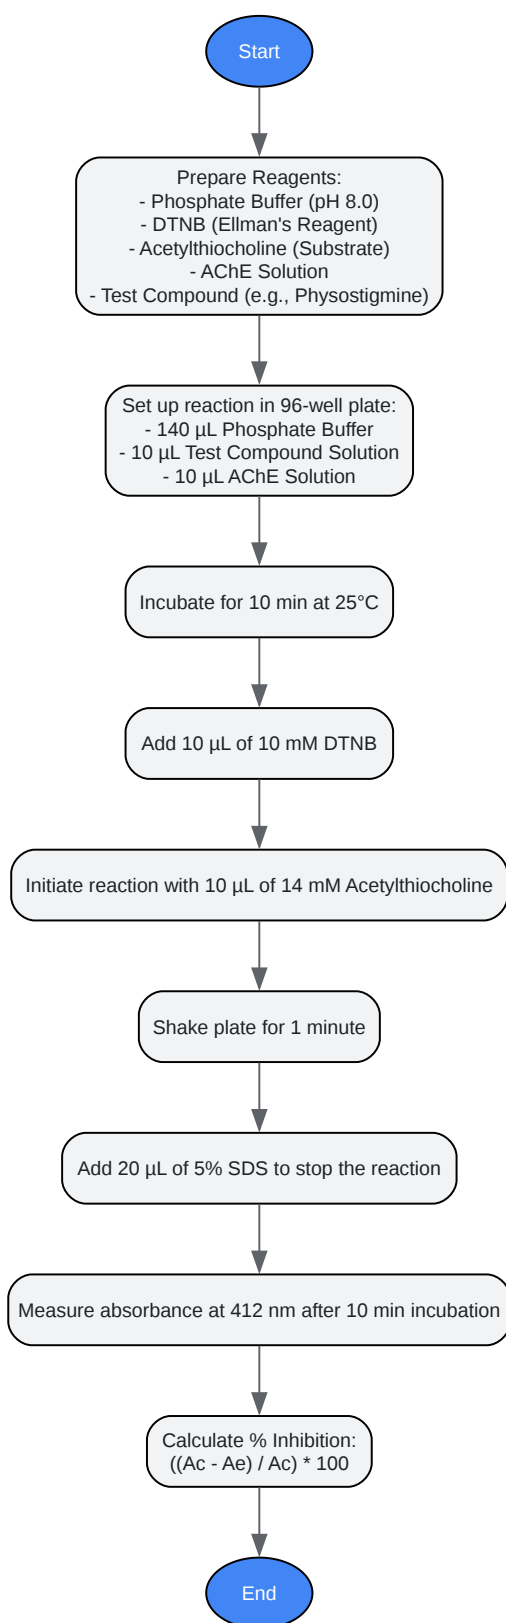 Start
Prepare Reagents:
- Phosphate Buffer (pH 8.0)
- DTNB (Ellman's Reagent)
- Acetylthiocholine (Substrate)
- AChE Solution
- Test Compound (e.g., Physostigmine)
Set up reaction in 96-well plate:
- 140 µL Phosphate Buffer
- 10 µL Test Compound Solution
- 10 µL AChE Solution
Incubate for 10 min at 25°C
Add 10 µL of 10 mM DTNB
Initiate reaction with 10 µL of 14 mM Acetylthiocholine
Shake plate for 1 minute
Add 20 µL of 5% SDS to stop the reaction
Measure absorbance at 412 nm after 10 min incubation
Calculate % Inhibition:
((Ac - Ae) / Ac) * 100
End